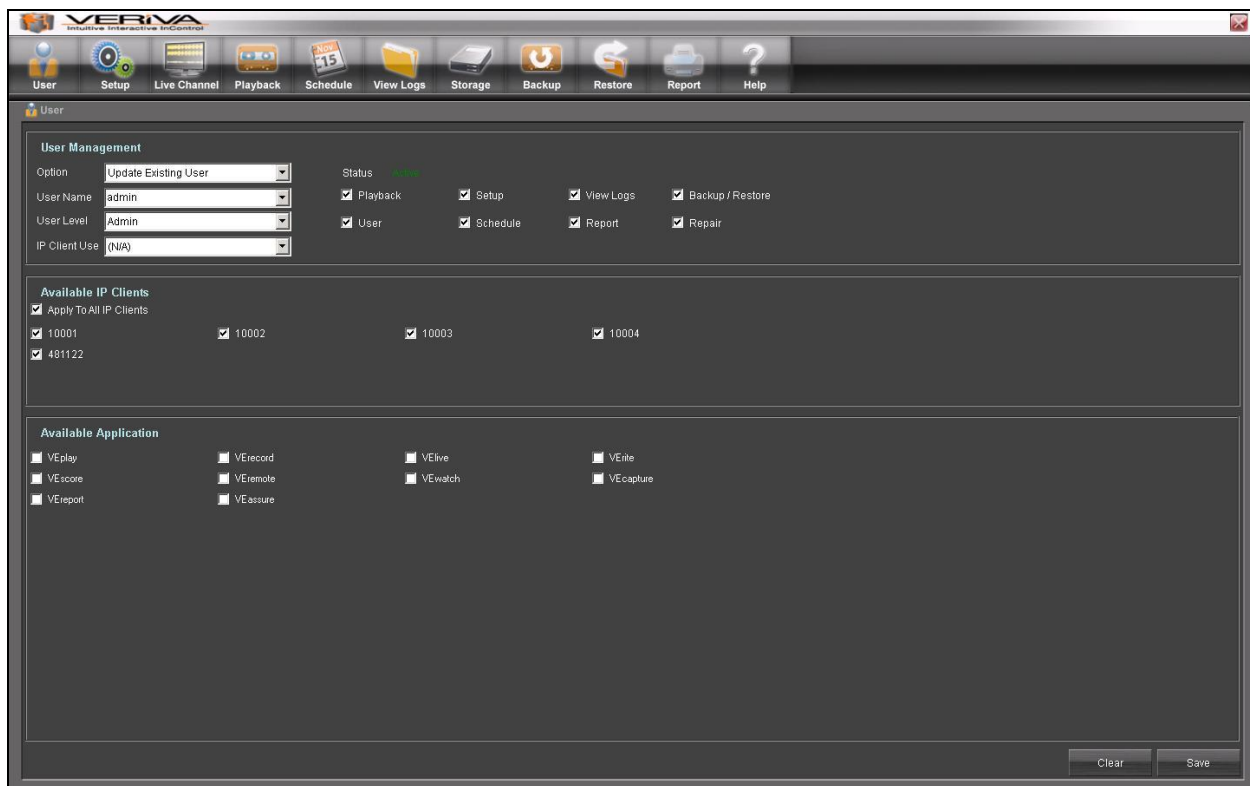 VERiVA
Intuitive Interactive InControl
Nov
15
User Setup Live Channel Playback Schedule View Logs Storage Backup Restore Report Help
User
User Management
Option Update Existing User Status Active
User Name admin Playback Setup View Logs Backup / Restore
User Level Admin User Schedule Report Repair
IP Client Use (N/A)
Available IP Clients
Apply To All IP Clients
10001 10002 10003 10004
481122
Available Application
VEplay VErecord VElive VErite
VEscore VEremote VEwatch VEcapture
VEreport VEassure
Clear Save